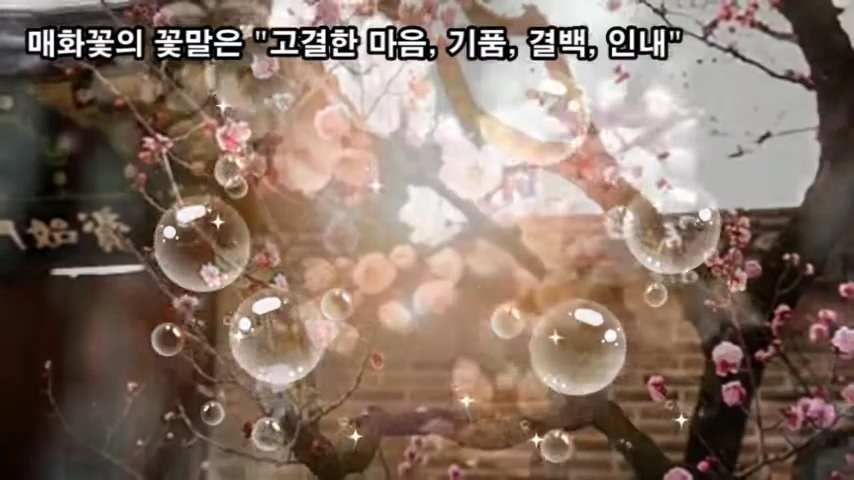 매화꽃의 꽃말은 "고결한 마음, 기품, 결백, 인내"